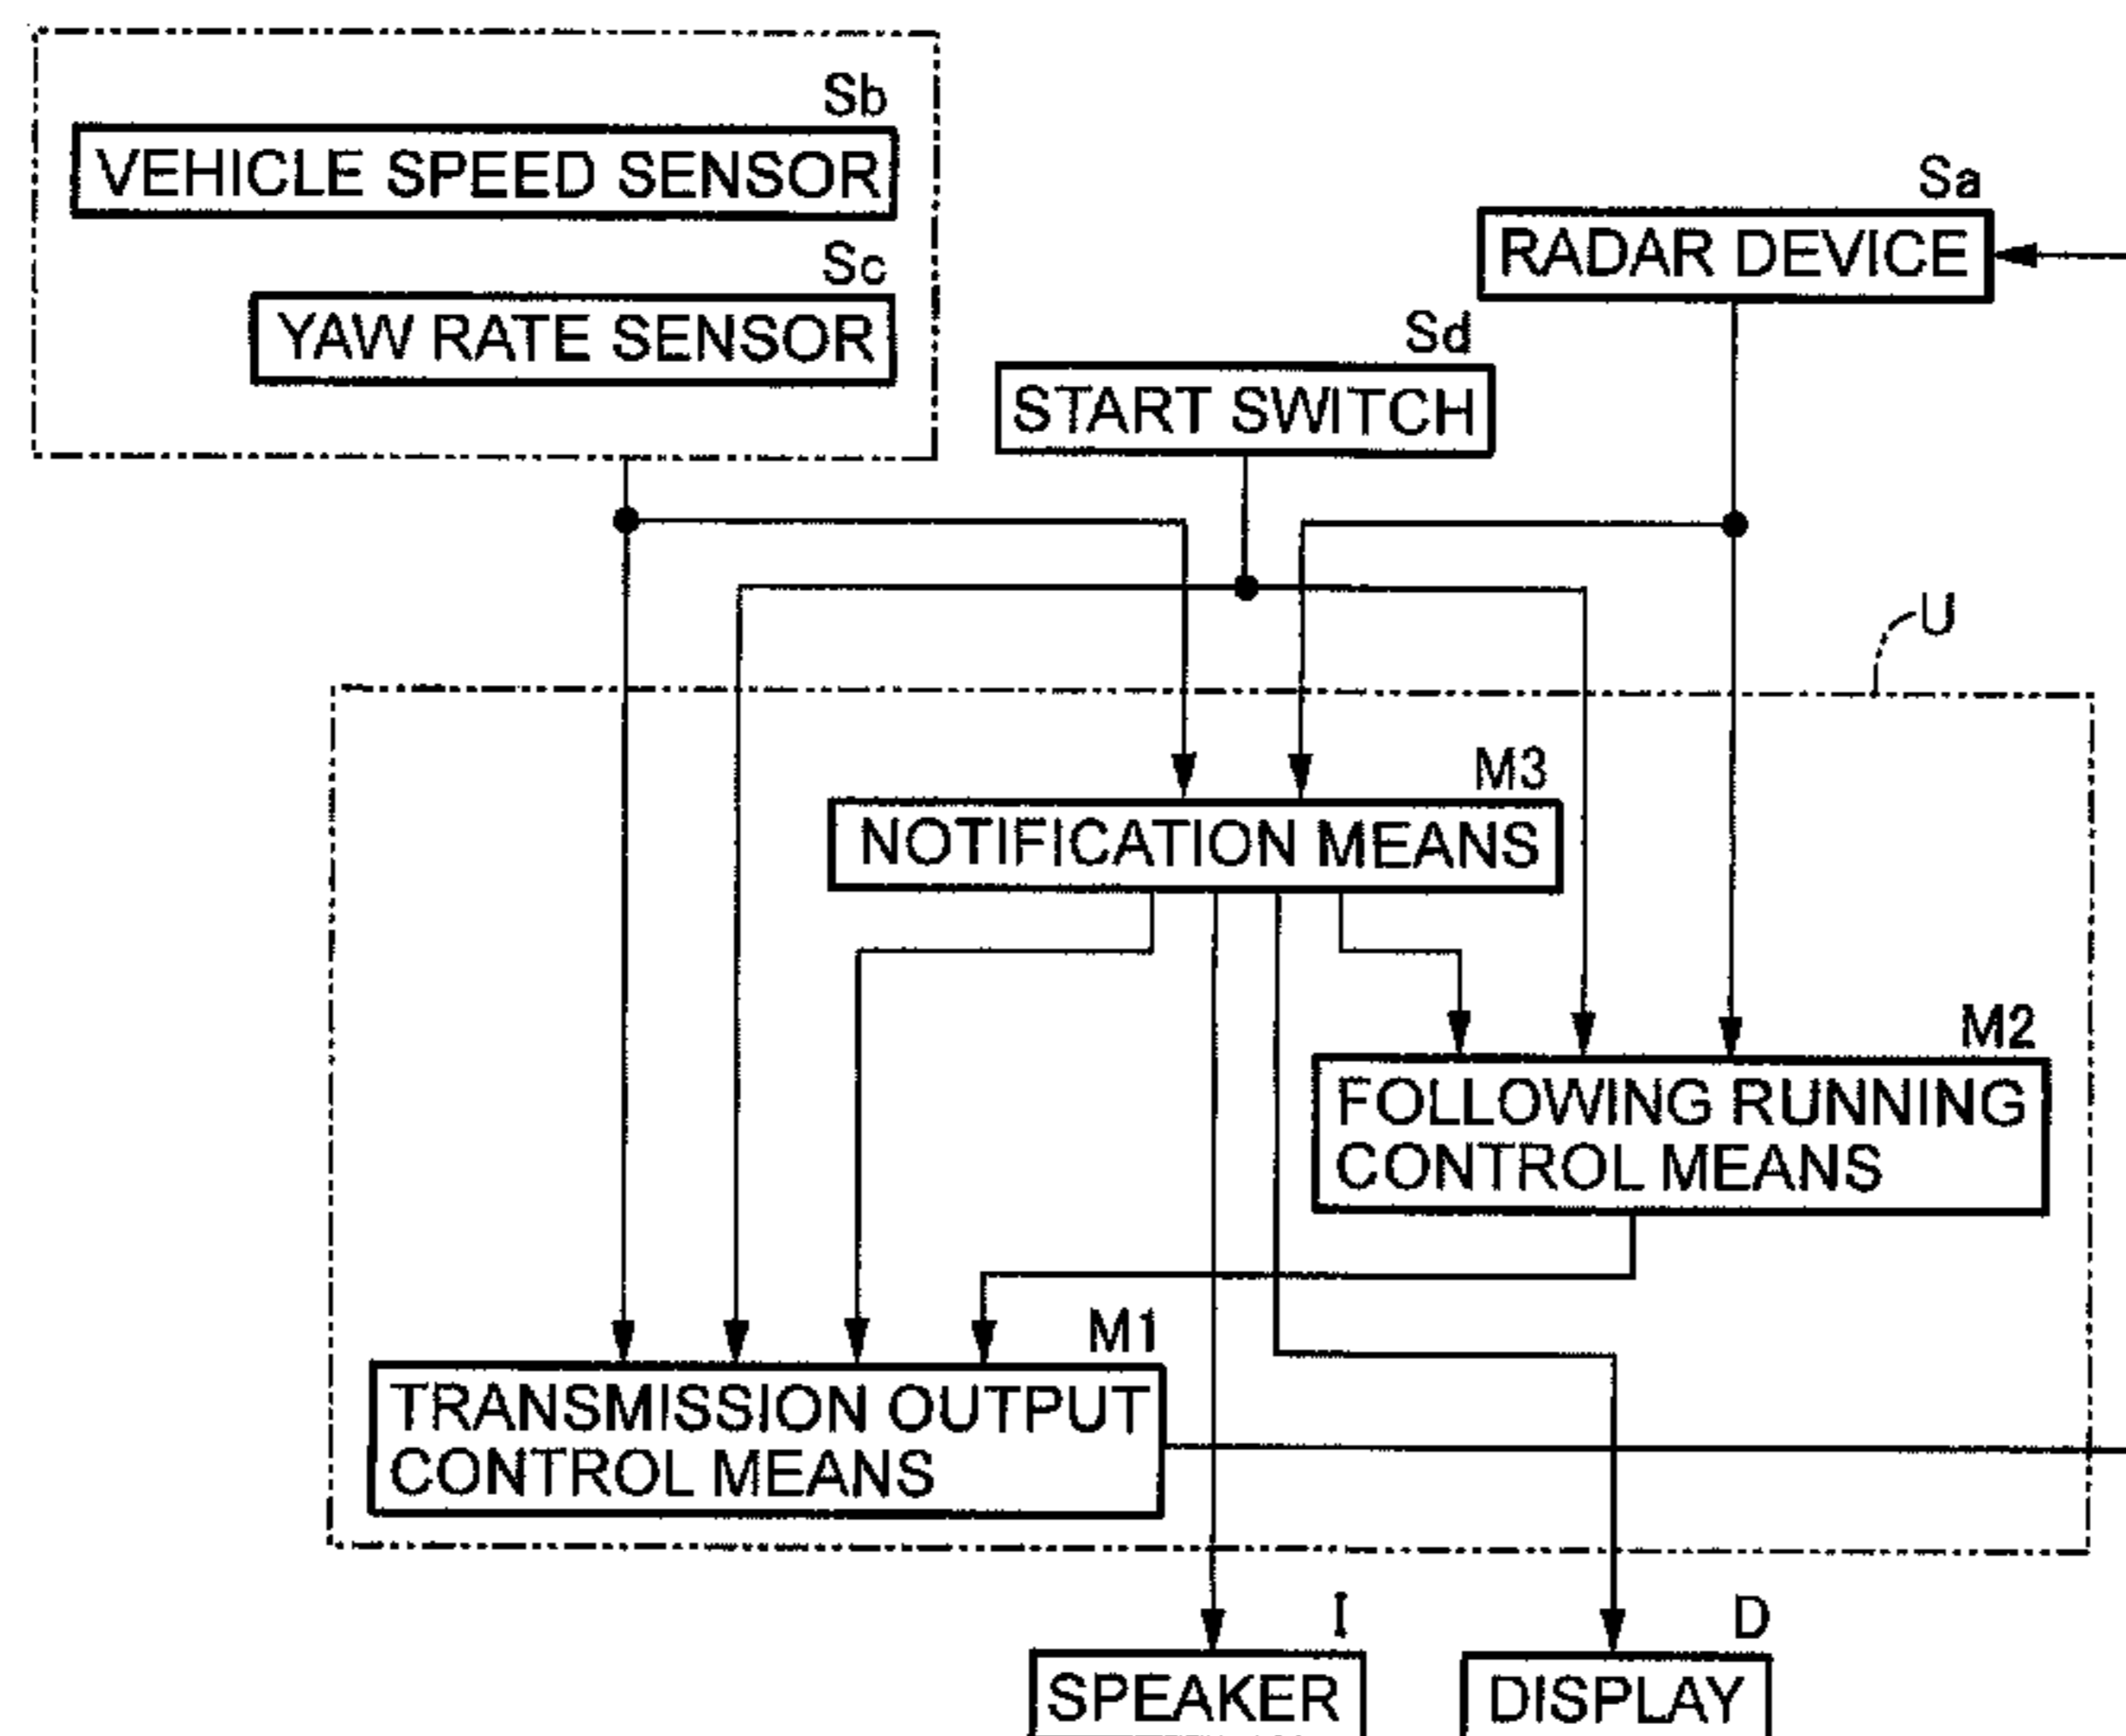 Sb
VEHICLE SPEED SENSOR
Sc
YAW RATE SENSOR
Sa
RADAR DEVICE
Sd
START SWITCH
U
M3
NOTIFICATION MEANS
M2
FOLLOWING RUNNING
CONTROL MEANS
M1
TRANSMISSION OUTPUT
CONTROL MEANS
I
SPEAKER
D
DISPLAY